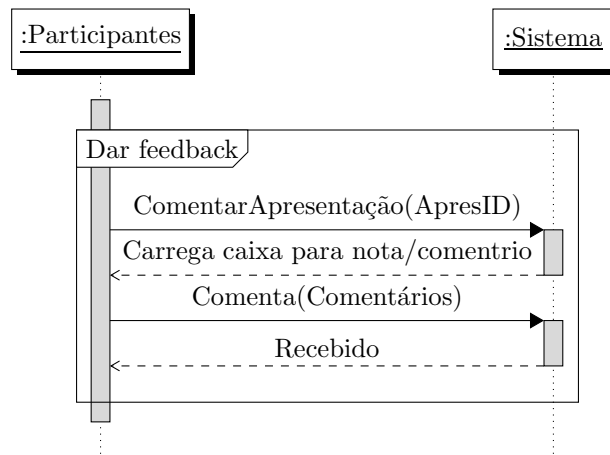 :Participantes
:Sistema
Dar feedback
ComentarApresentação(ApresID)
Carrega caixa para nota/comentrio
Comenta(Comentários)
Recebido